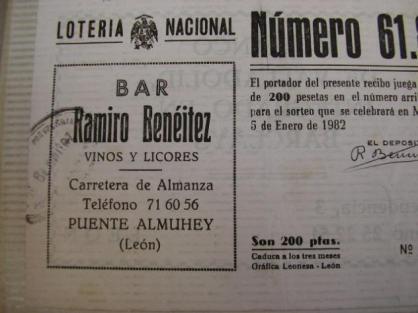 LOTERIA NACIONAL
Número 61.
BAR
Ramiro Benéitez
VINOS Y LICORES
Carretera de Almanza
Teléfono 71 60 56
PUENTE ALMUHEY
(León)
El portador del presente recibo juega
de 200 pesetas en el número arri
para el sorteo que se celebrará en M
5 de Enero de 1982
EL DEPOSI
Son 200 ptas.
Caduca a los tres meses
Gráfica Leonesa - León
Nº